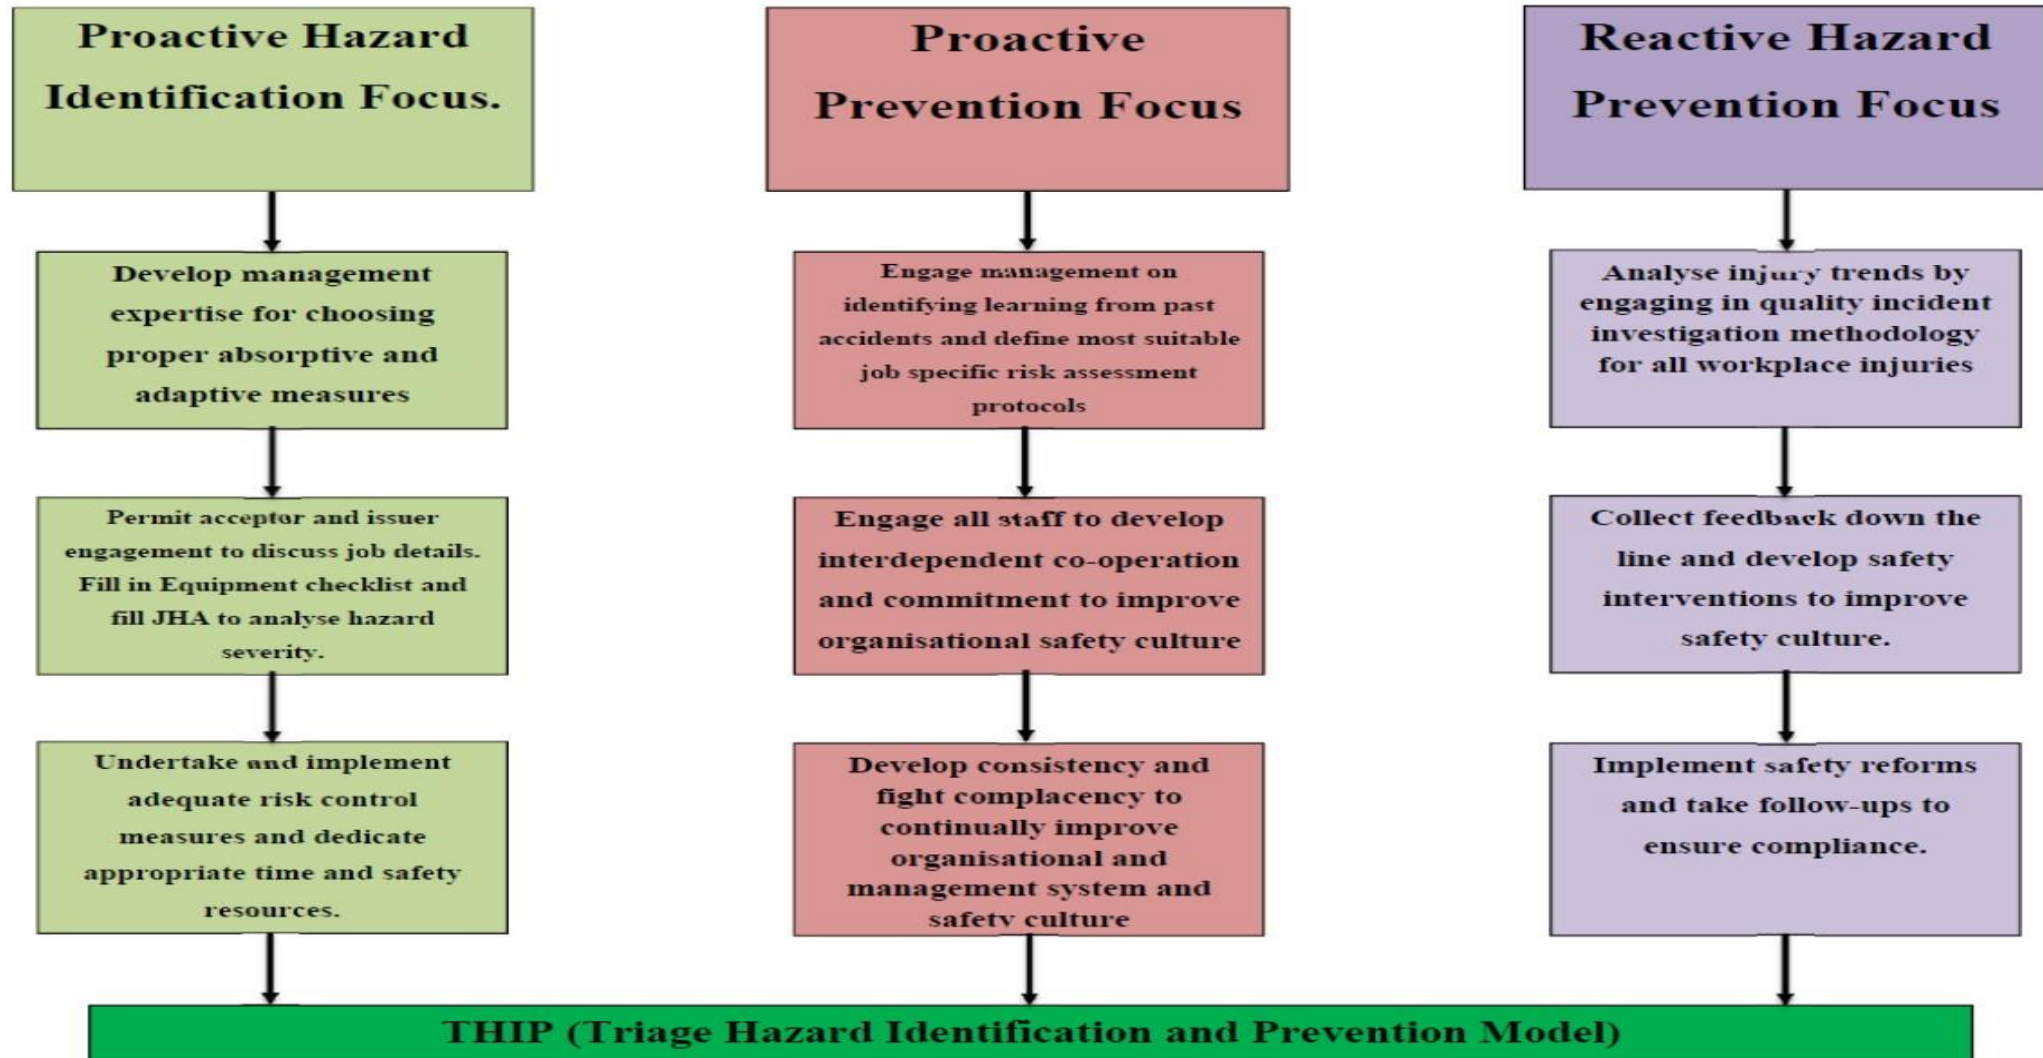 Proactive Hazard
Identification Focus.
Develop management
expertise for choosing
proper absorptive and
adaptive measures
Permit acceptor and issuer
engagement to discuss job details.
Fill in Equipment checklist and
fill JHA to analyse hazard
severity.
Undertake and implement
adequate risk control
measures and dedicate
appropriate time and safety
resources.
Proactive
Prevention Focus
Engage management on
identifying learning from past
accidents and define most suitable
job specific risk assessment
protocols
Engage all staff to develop
interdependent co-operation
and commitment to improve
organisational safety culture
Develop consistency and
fight complacency to
continually improve
organisational and
management system and
safety culture
Reactive Hazard
Prevention Focus
Analyse injury trends by
engaging in quality incident
investigation methodology
for all workplace injuries
Collect feedback down the
line and develop safety
interventions to improve
safety culture.
Implement safety reforms
and take follow-ups to
ensure compliance.
THIP (Triage Hazard Identification and Prevention Model)